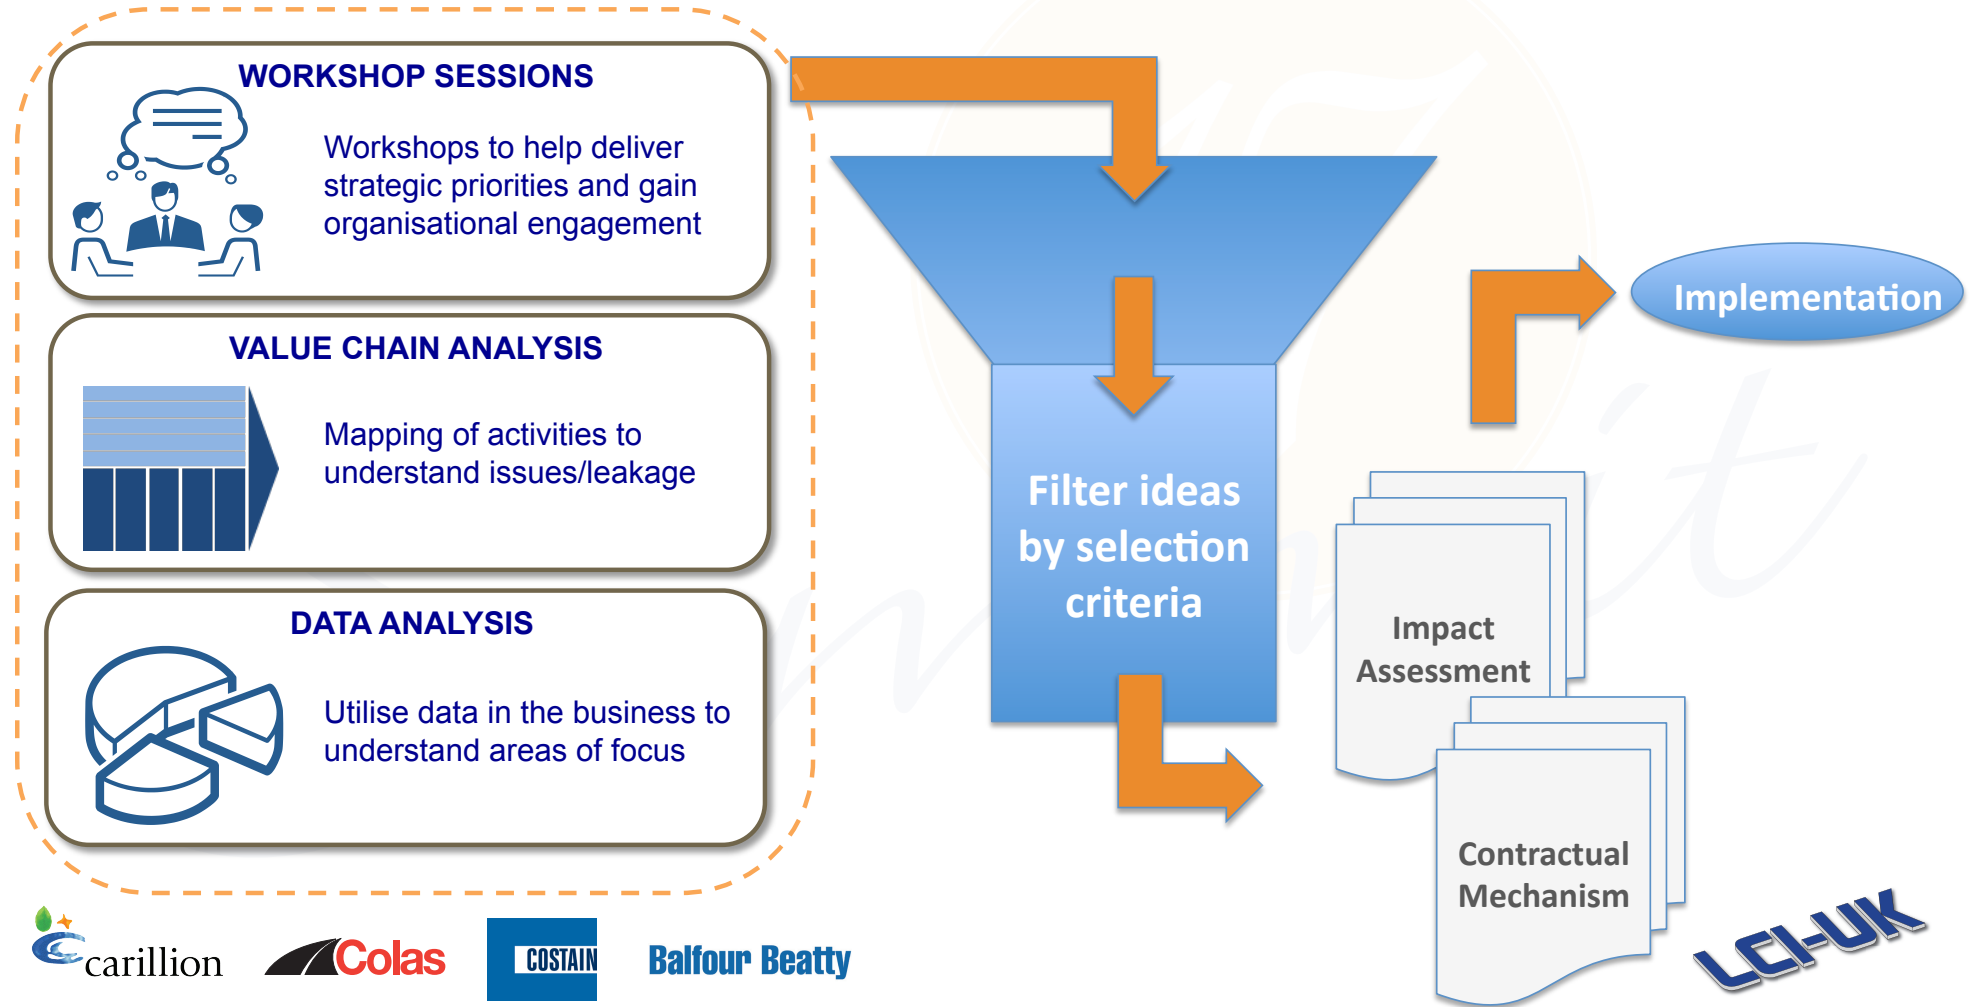 WORKSHOP SESSIONS
Workshops to help deliver
strategic priorities and gain
organisational engagement
VALUE CHAIN ANALYSIS
Mapping of activities to
understand issues/leakage
DATA ANALYSIS
Utilise data in the business to
understand areas of focus
Filter ideas
by selection
criteria
Impact
Assessment
Contractual
Mechanism
Implementation
carillion
Colas
COSTAIN
Balfour Beatty
LCI-UK